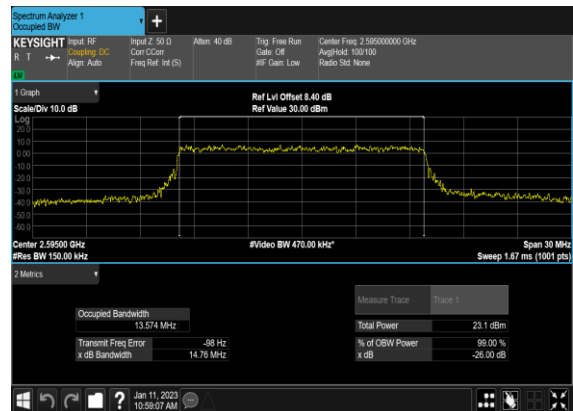 Spectrum Analyzer 1
Occupied BW
KEYSIGHT Input: RF Input Z: 50 Ω Atten: 40 dB Trig: Free Run Center Freq: 2.595000000 GHz
R T Coupling: DC Corr CCorr Gate: Off Avg|Hold: 100/100
Align: Auto Freq Ref: Int (S) #IF Gain: Low Radio Std: None
LXI
1 Graph
Ref Lvl Offset 8.40 dB
Scale/Div 10.0 dB Ref Value 30.00 dBm
Log
20.0
10.0
0.00
-10.0
-20.0
-30.0
-40.0
-50.0
-60.0
Center 2.59500 GHz #Video BW 470.00 kHz* Span 30 MHz
#Res BW 150.00 kHz Sweep 1.67 ms (1001 pts)
2 Metrics
Measure Trace Trace 1
Occupied Bandwidth
13.574 MHz Total Power 23.1 dBm
Transmit Freq Error -98 Hz % of OBW Power 99.00 %
x dB Bandwidth 14.76 MHz x dB -26.00 dB
? Jan 11, 2023
10:59:07 AM